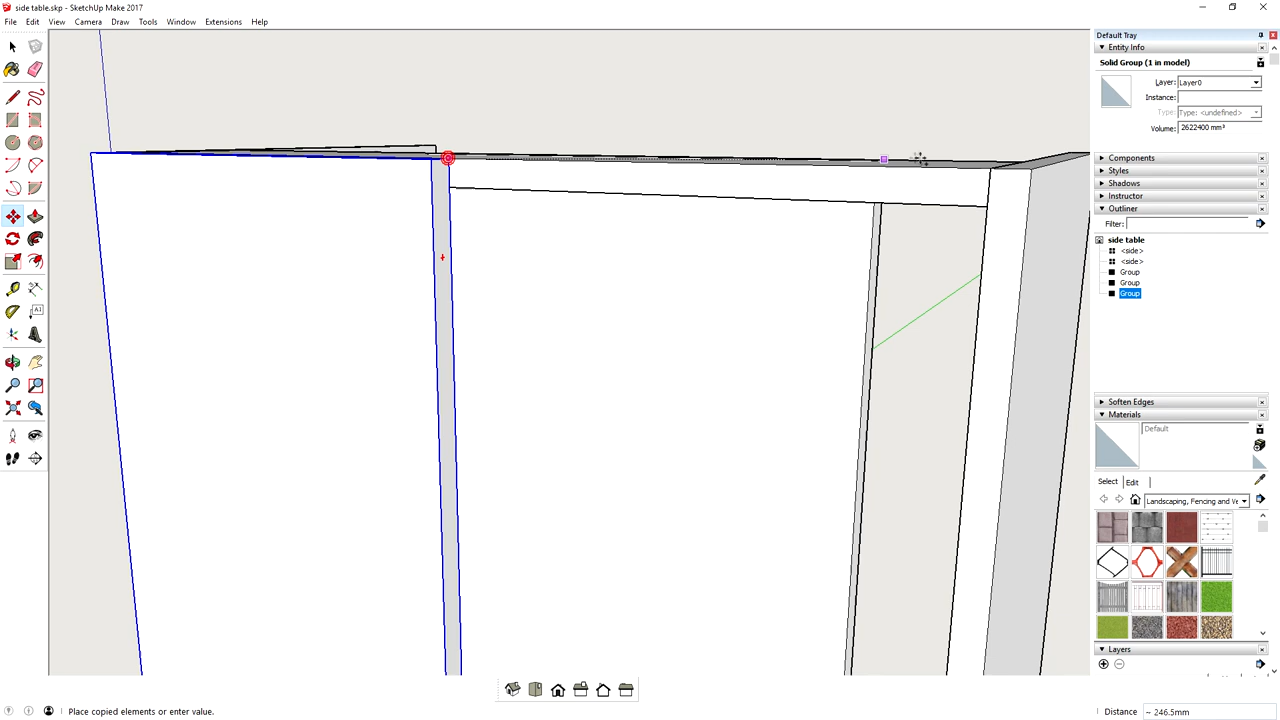 side table.skp - SketchUp Make 2017
File Edit View Camera Draw Tools Window Extensions Help
Default Tray
Entity Info
Solid Group (1 in model)
Layer: Layer0
Instance:
Type: Type: <undefined>
Volume: 2622400 mm³
Components
Styles
Shadows
Instructor
Outliner
Filter:
side table
<side>
<side>
Group
Group
Group
Soften Edges
Materials
Default
Select Edit
Landscaping, Fencing and Ve
Layers
Place copied elements or enter value.
Distance ~ 246.5mm